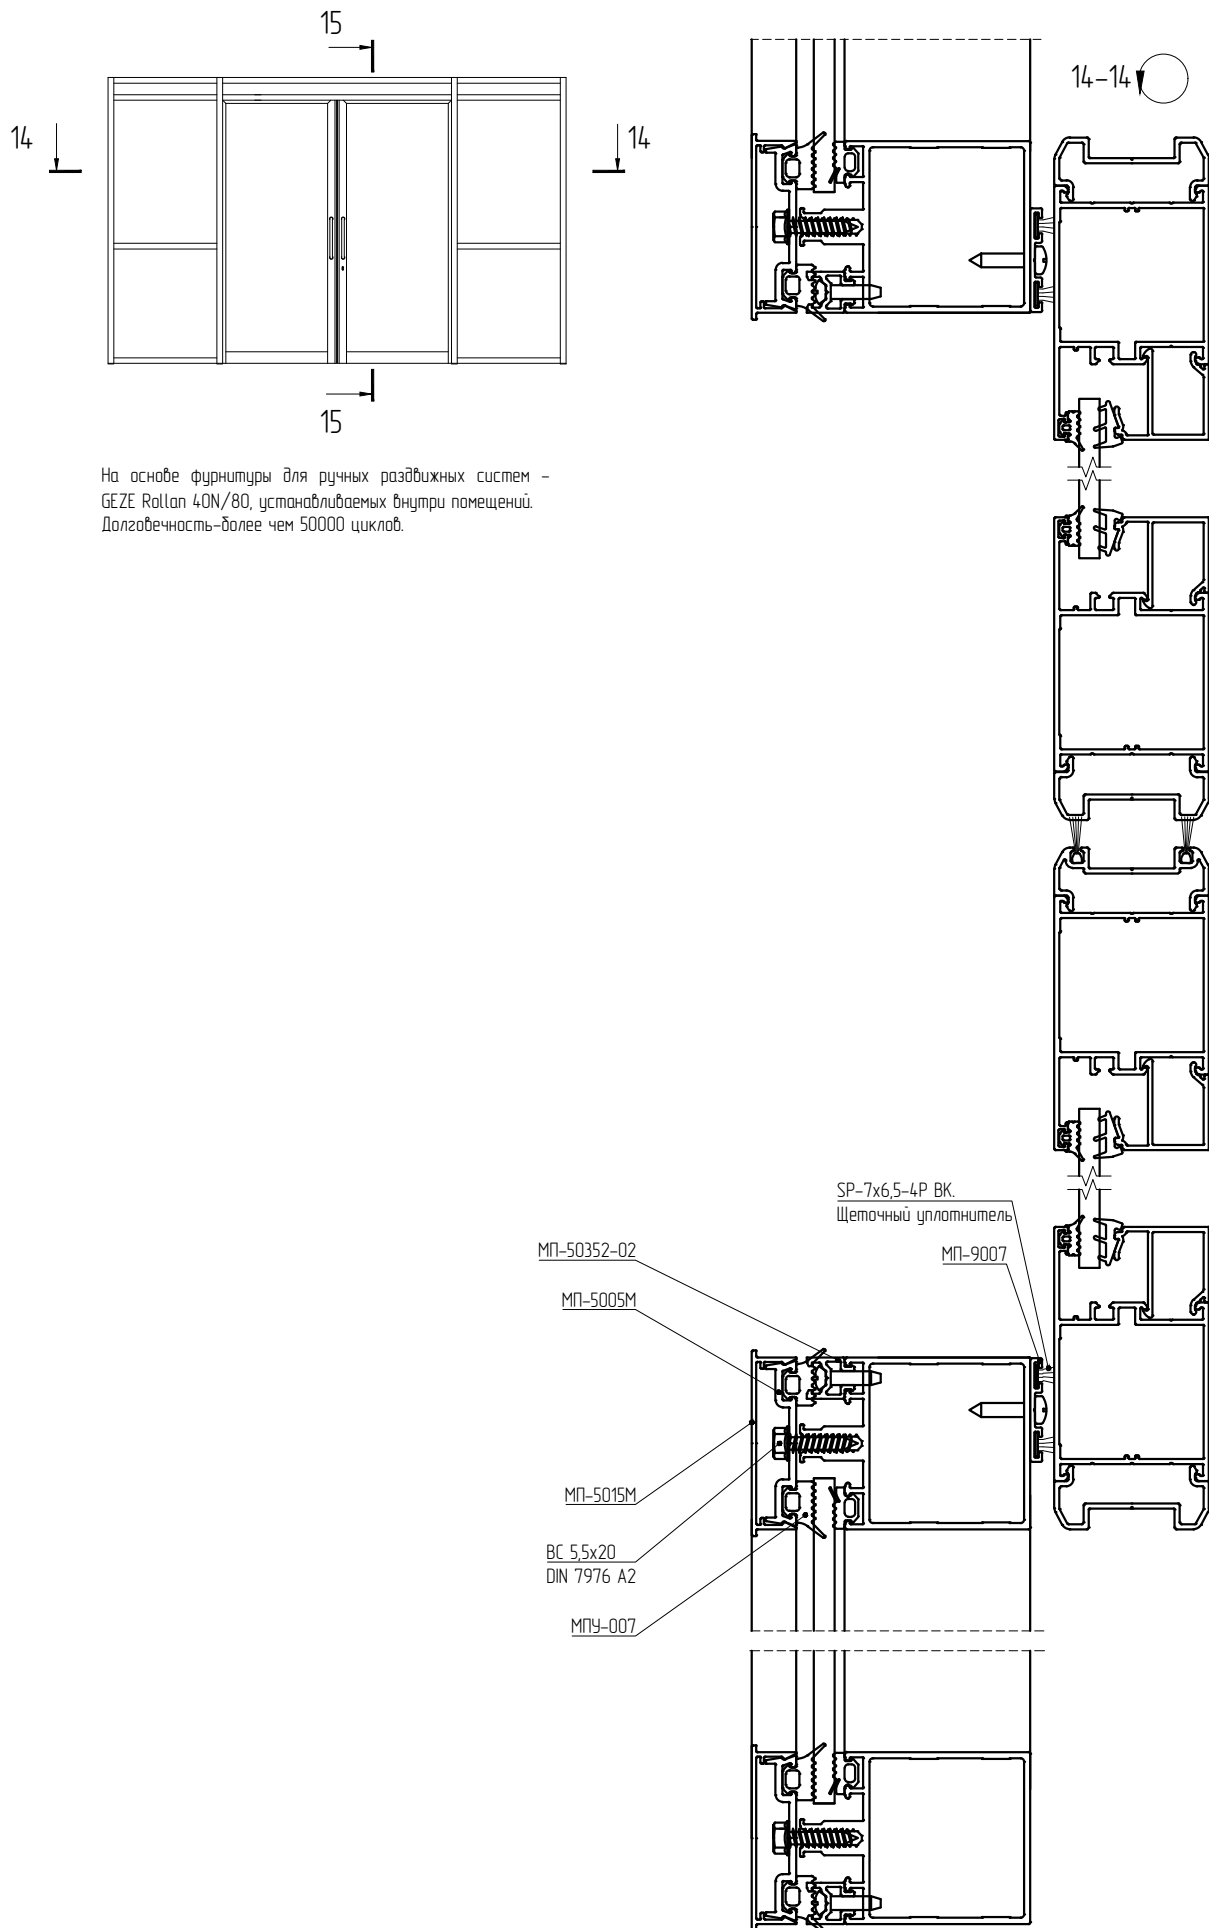 15
14
14
15
14-14
На основе фурнитуры для ручных раздвижных систем -
GEZE Rollan 40N/80, устанавливаемых внутри помещений.
Долговечность-более чем 50000 циклов.
SP-7x6,5-4P BK.
Щеточный уплотнитель
МП-50352-02
МП-9007
МП-5005М
МП-5015М
ВС 5,5х20
DIN 7976 A2
МПУ-007